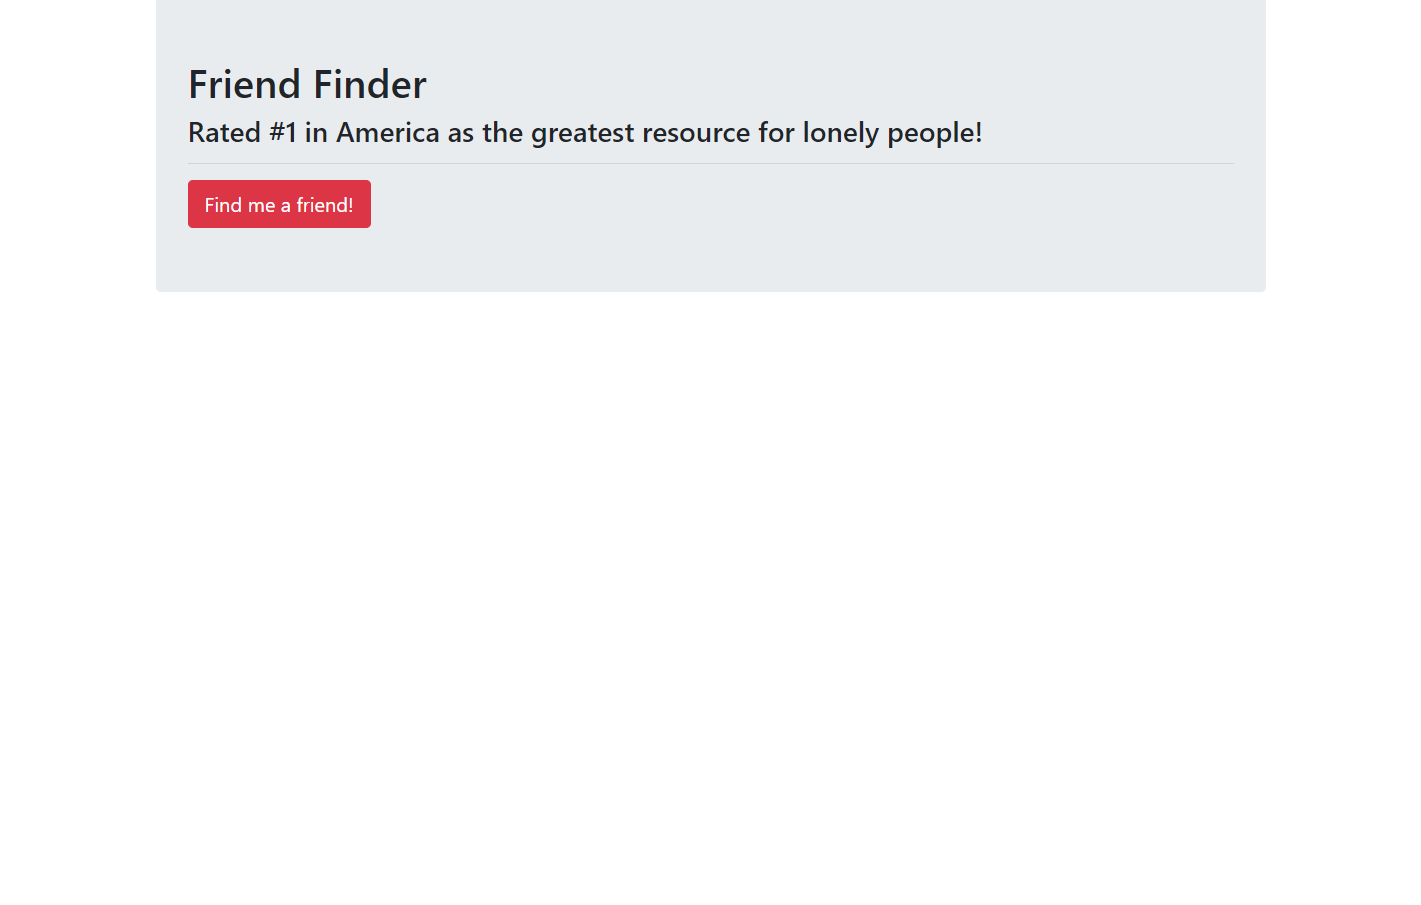 Friend Finder
Rated #1 in America as the greatest resource for lonely people!
Find me a friend!